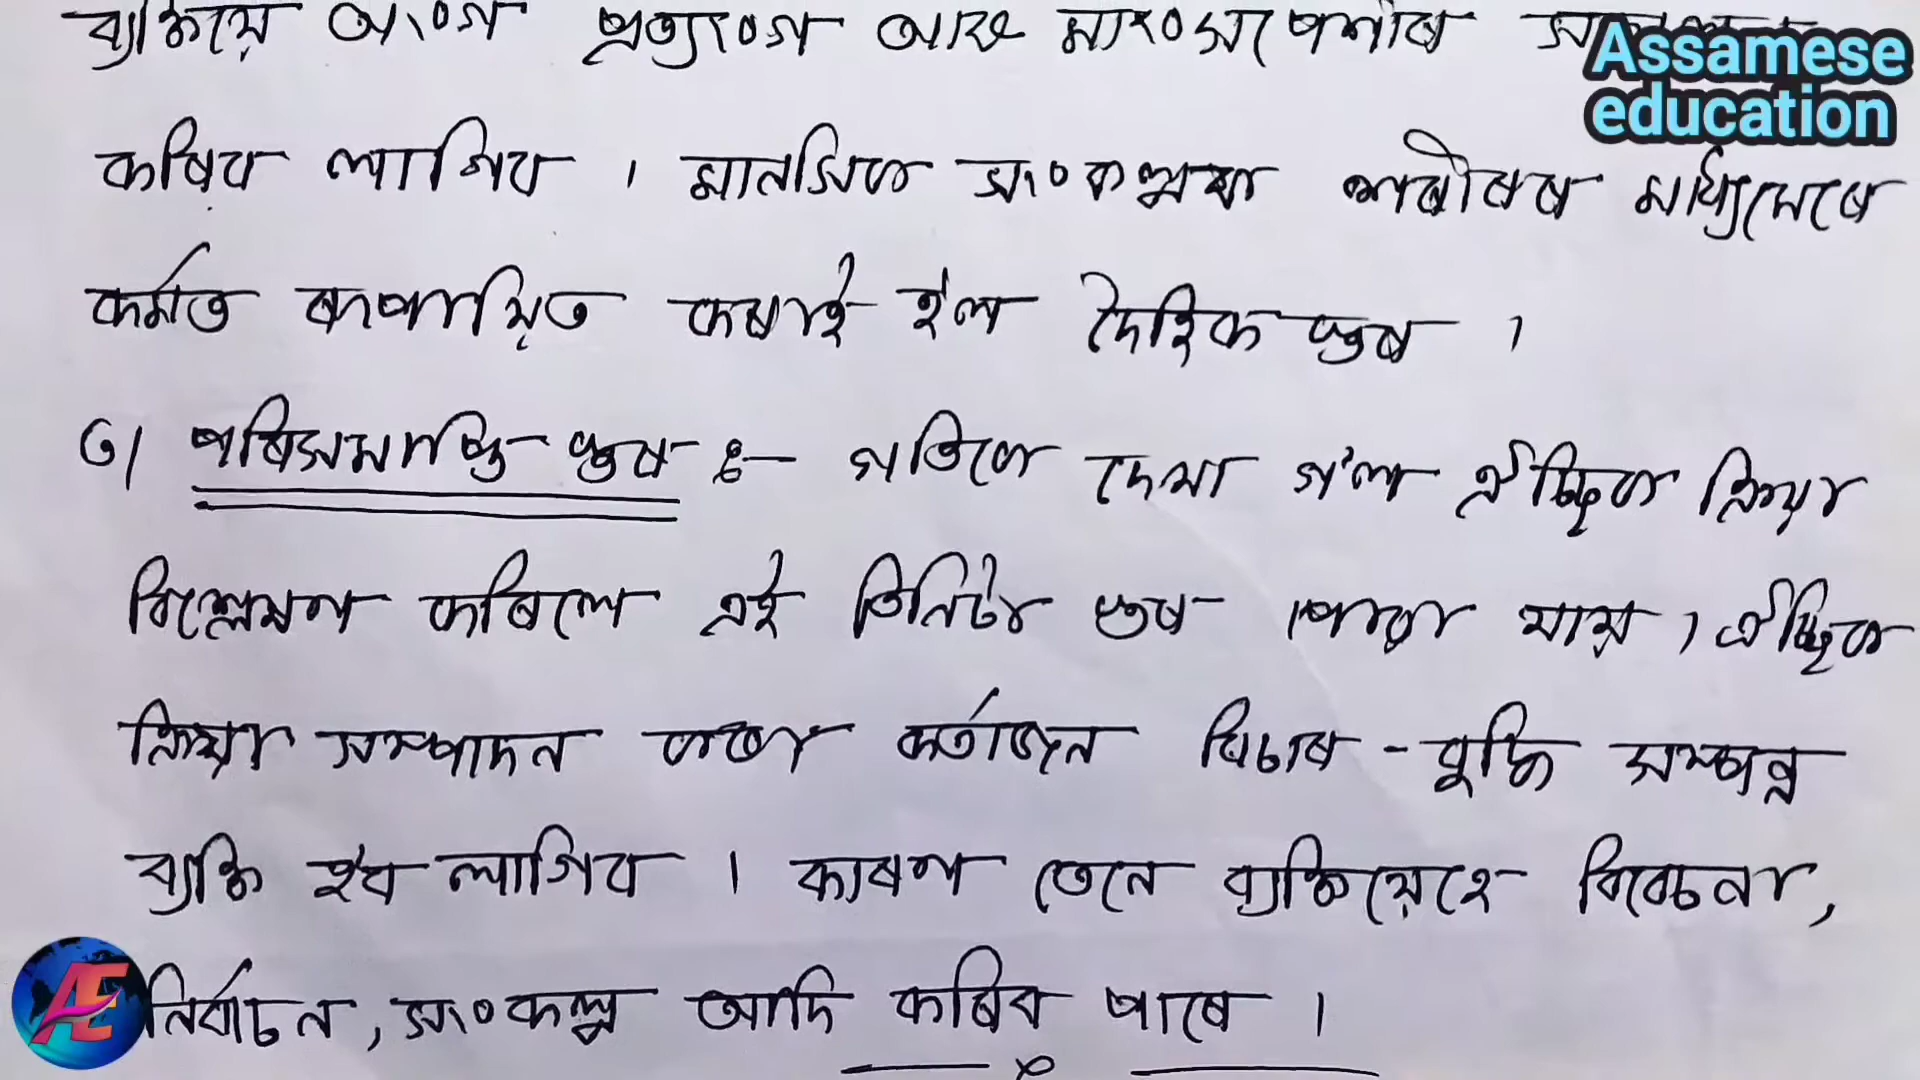 ব্যক্তিয়ে অংগ প্ৰত্যংগ আৰু মাংসপেশীৰ
Assamese
education
কৰিব লাগিব । মানসিক সংকল্পক শৰীৰৰ মাধ্যমেৰে
কৰ্মত ৰূপায়িত কৰাই হ'ল দৈহিক স্তৰ ।
৩। পৰিসমাপ্তি স্তৰ ঃ- গতিকে দেখা গ'ল ঐচ্ছিক ক্ৰিয়া
বিশ্লেষণ কৰিলে এই তিনিটা স্তৰ পোৱা যায় । ঐচ্ছিক
ক্ৰিয়া সম্পাদন কৰা কৰ্তাজন বিচাৰ - বুদ্ধি সম্পন্ন
ব্যক্তি হ'ব লাগিব । কাৰণ তেনে ব্যক্তিয়েহে বিবেচনা,
নিৰ্বাচন, সংকল্প আদি কৰিব পাৰে ।
Æ